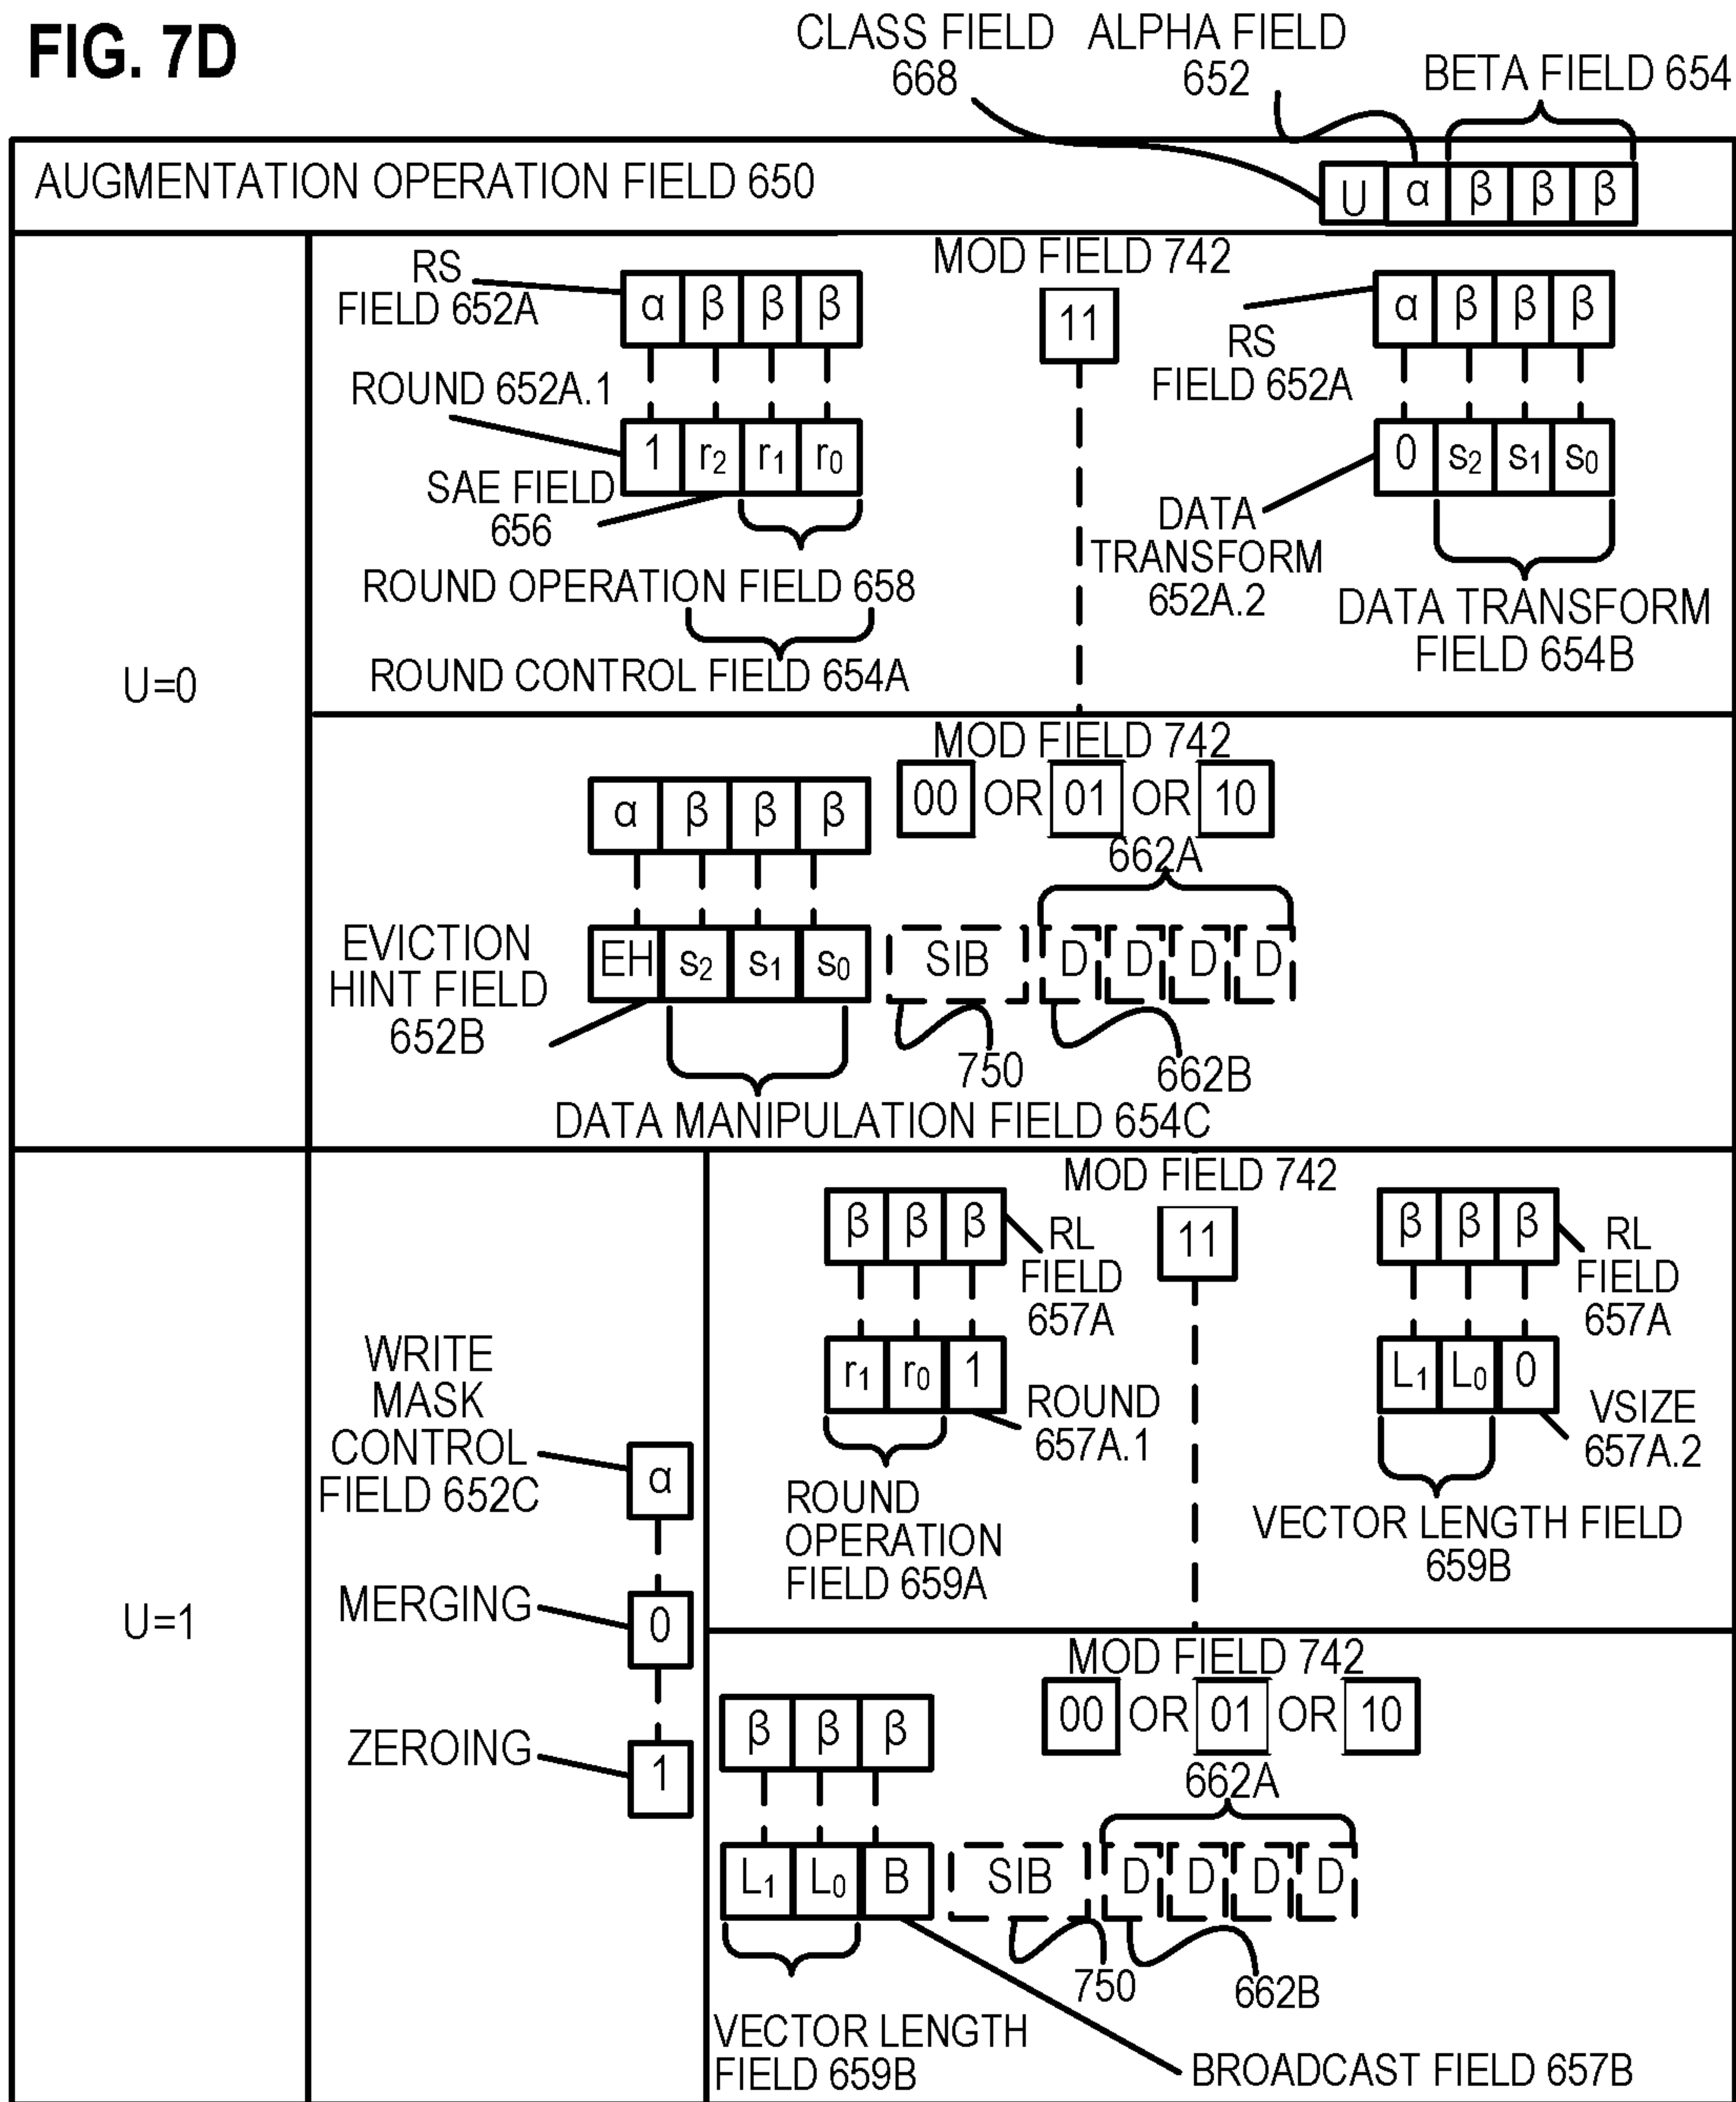 FIG. 7D
CLASS FIELD
668
ALPHA FIELD
652
BETA FIELD 654
AUGMENTATION OPERATION FIELD 650
U α β β β
U=0
RS
FIELD 652A
α β β β
ROUND 652A.1
1 r₂ r₁ r₀
SAE FIELD
656
ROUND OPERATION FIELD 658
ROUND CONTROL FIELD 654A
MOD FIELD 742
11
RS
FIELD 652A
α β β β
0 s₂ s₁ s₀
DATA
TRANSFORM
652A.2
DATA TRANSFORM
FIELD 654B
MOD FIELD 742
00 OR 01 OR 10
α β β β
662A
EVICTION
HINT FIELD
652B
EH s₂ s₁ s₀
SIB
D D D D
750
662B
DATA MANIPULATION FIELD 654C
U=1
WRITE
MASK
CONTROL
FIELD 652C
α
MERGING
0
ZEROING
1
MOD FIELD 742
11
β β β
RL
FIELD
657A
r₁ r₀ 1
ROUND
657A.1
ROUND
OPERATION
FIELD 659A
β β β
RL
FIELD
657A
L₁ L₀ 0
VSIZE
657A.2
VECTOR LENGTH FIELD
659B
MOD FIELD 742
00 OR 01 OR 10
β β β
662A
L₁ L₀ B
SIB
D D D D
750
662B
VECTOR LENGTH
FIELD 659B
BROADCAST FIELD 657B